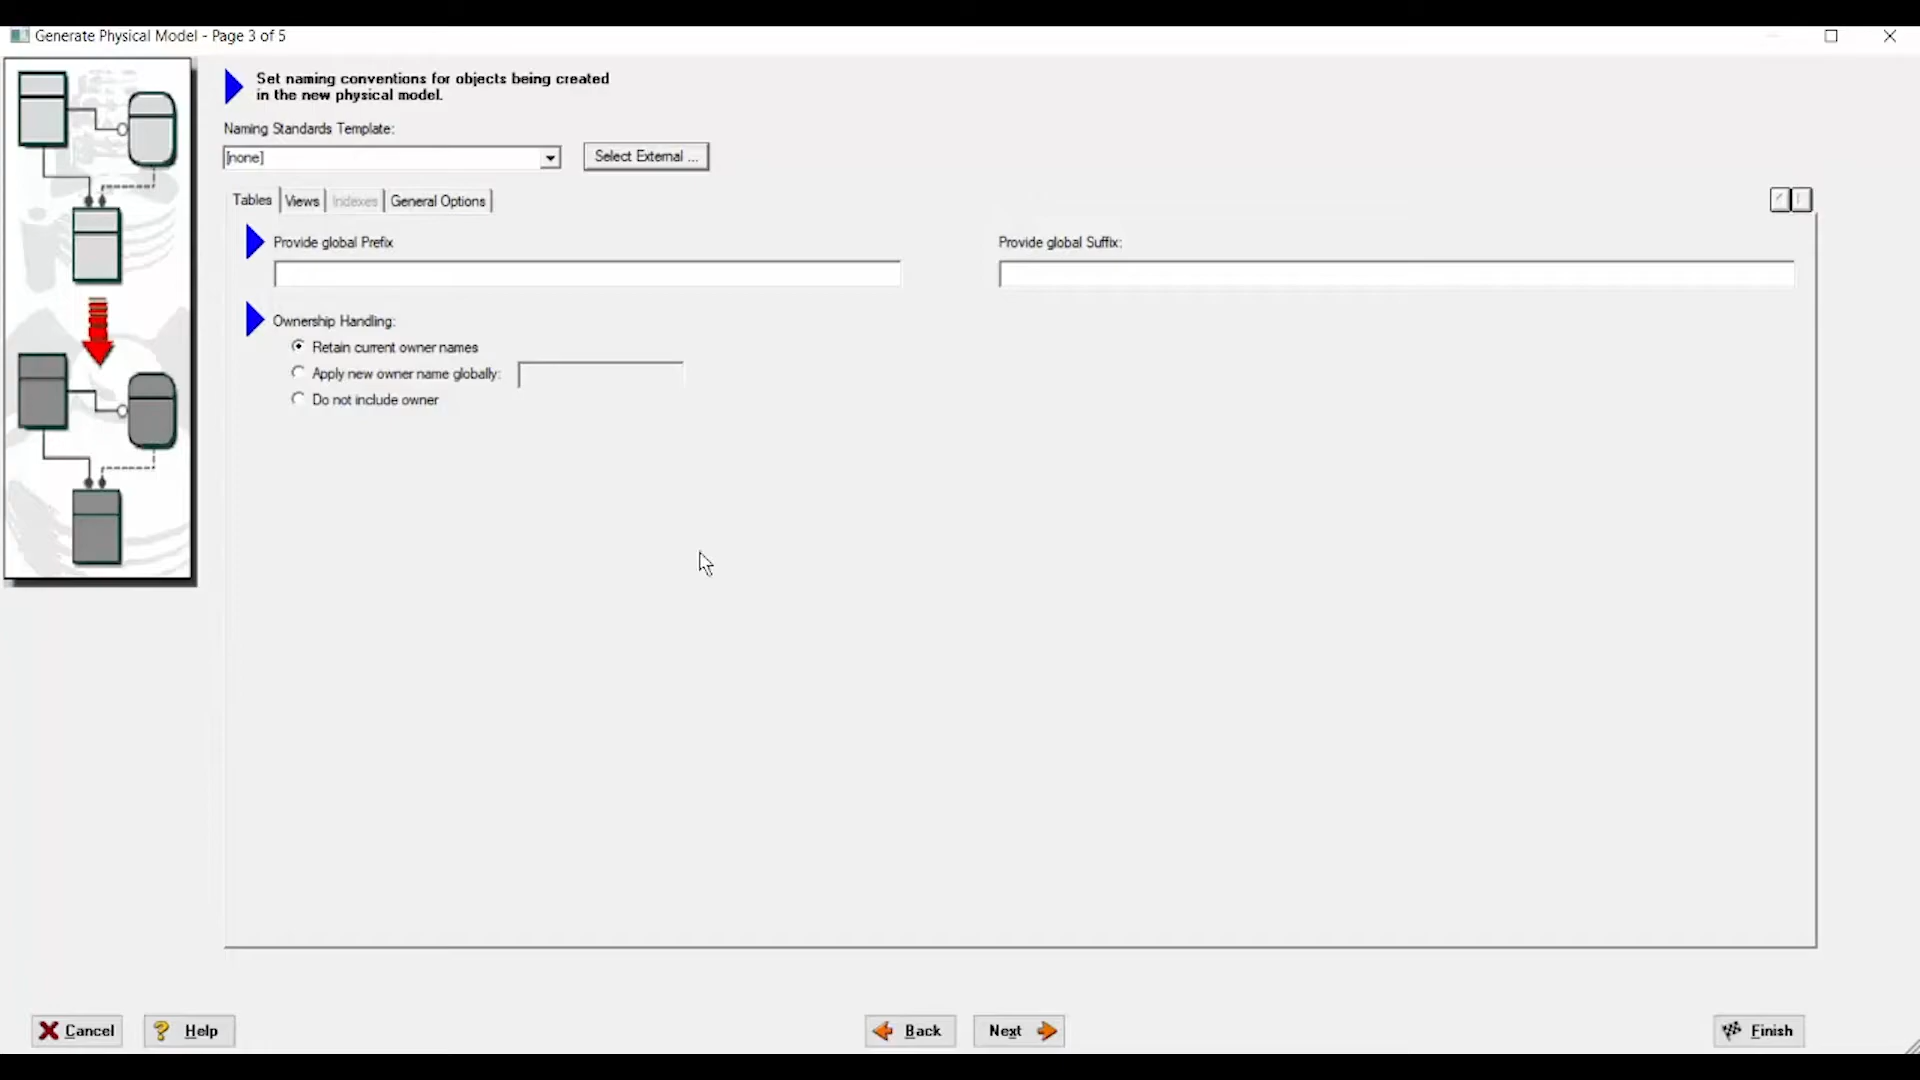 Generate Physical Model - Page 3 of 5
Set naming conventions for objects being created
in the new physical model.
Naming Standards Template:
[none]
Select External ...
Tables
Views
Indexes
General Options
Provide global Prefix
Provide global Suffix:
Ownership Handling:
Retain current owner names
Apply new owner name globally:
Do not include owner
Cancel
Help
Back
Next
Finish